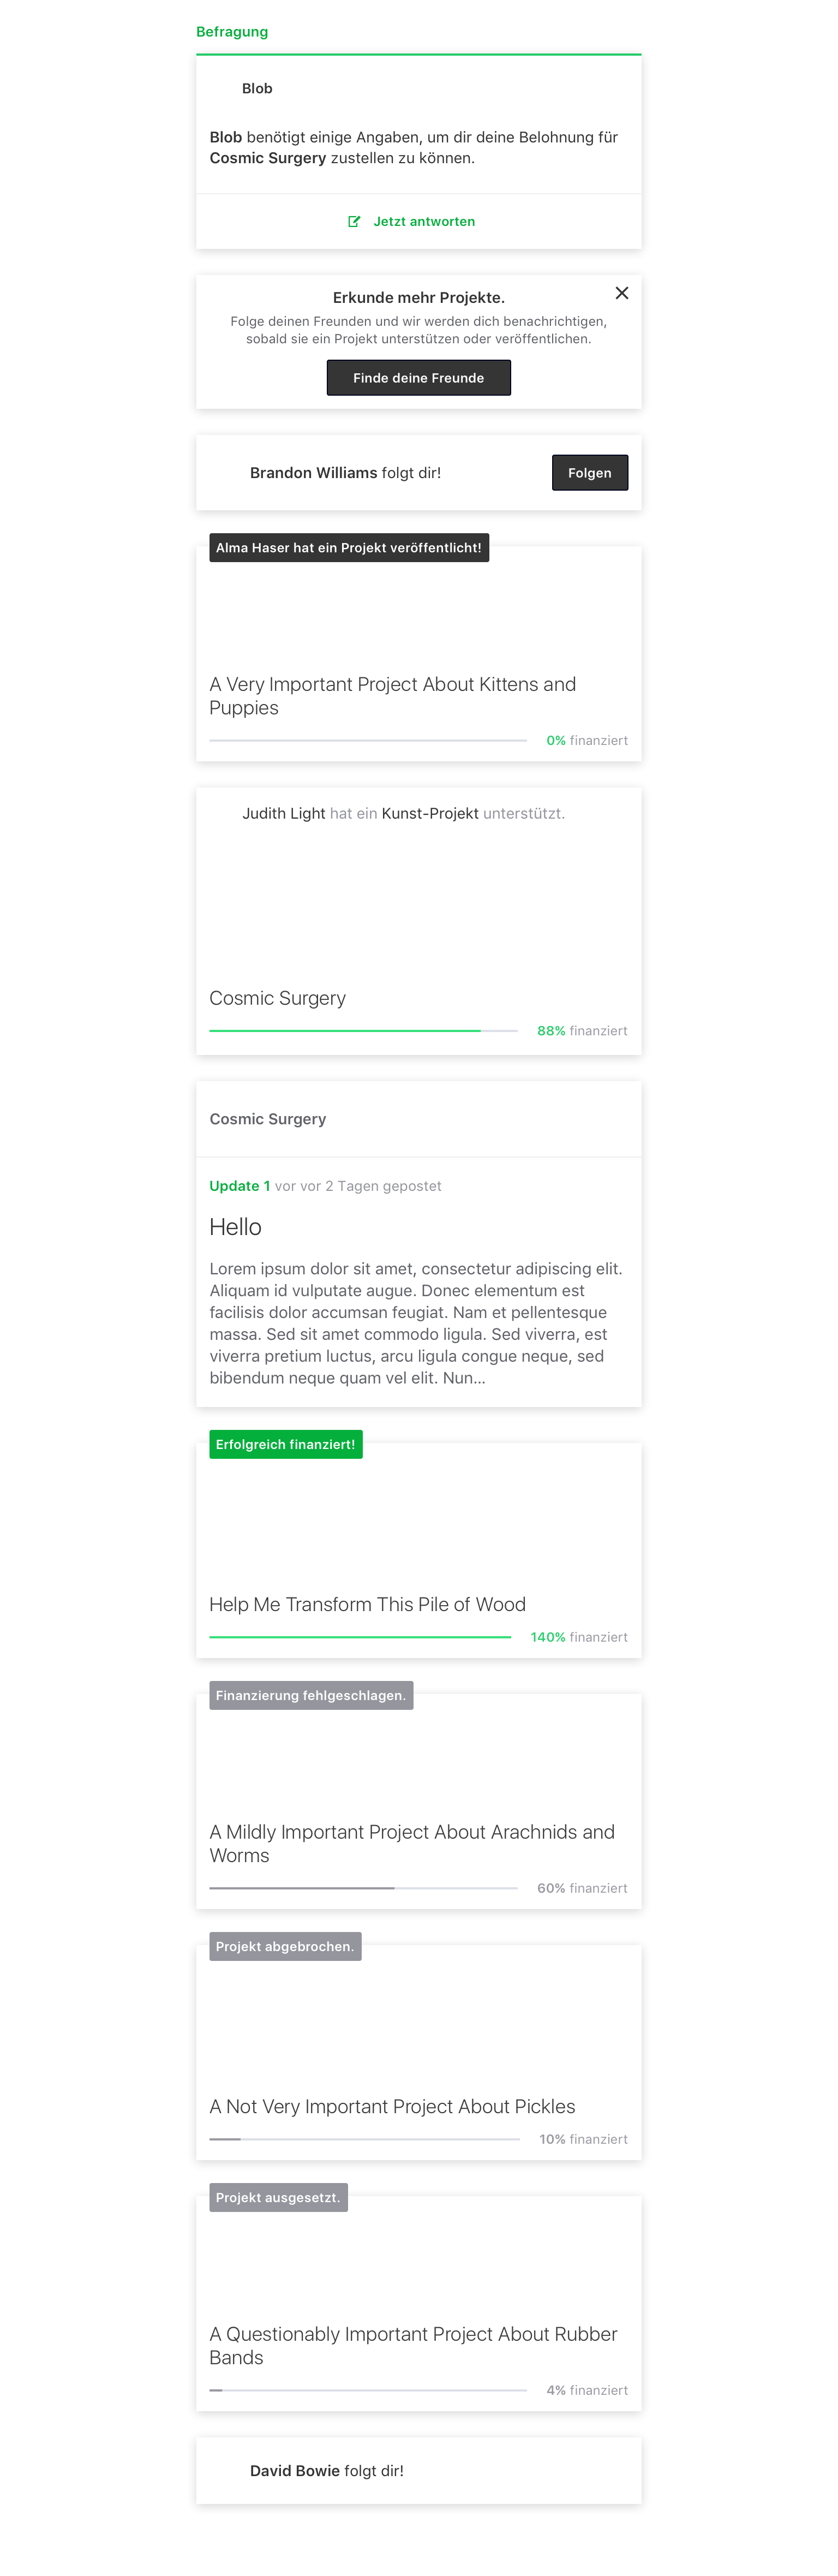 Befragung
Blob
Blob benötigt einige Angaben, um dir deine Belohnung für
Cosmic Surgery zustellen zu können.
Jetzt antworten
Erkunde mehr Projekte.
Folge deinen Freunden und wir werden dich benachrichtigen,
sobald sie ein Projekt unterstützen oder veröffentlichen.
Finde deine Freunde
Brandon Williams folgt dir!
Folgen
Alma Haser hat ein Projekt veröffentlicht!
A Very Important Project About Kittens and
Puppies
0% finanziert
Judith Light hat ein Kunst-Projekt unterstützt.
Cosmic Surgery
88% finanziert
Cosmic Surgery
Update 1 vor vor 2 Tagen gepostet
Hello
Lorem ipsum dolor sit amet, consectetur adipiscing elit.
Aliquam id vulputate augue. Donec elementum est
facilisis dolor accumsan feugiat. Nam et pellentesque
massa. Sed sit amet commodo ligula. Sed viverra, est
viverra pretium luctus, arcu ligula congue neque, sed
bibendum neque quam vel elit. Nun...
Erfolgreich finanziert!
Help Me Transform This Pile of Wood
140% finanziert
Finanzierung fehlgeschlagen.
A Mildly Important Project About Arachnids and
Worms
60% finanziert
Projekt abgebrochen.
A Not Very Important Project About Pickles
10% finanziert
Projekt ausgesetzt.
A Questionably Important Project About Rubber
Bands
4% finanziert
David Bowie folgt dir!